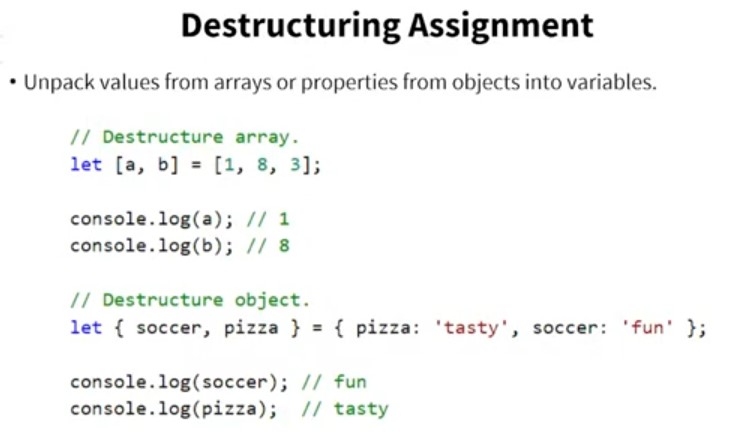 Destructuring Assignment
• Unpack values from arrays or properties from objects into variables.
// Destructure array.
let [a, b] = [1, 8, 3];
console.log(a); // 1
console.log(b); // 8
// Destructure object.
let { soccer, pizza } = { pizza: 'tasty', soccer: 'fun' };
console.log(soccer); // fun
console.log(pizza);  // tasty